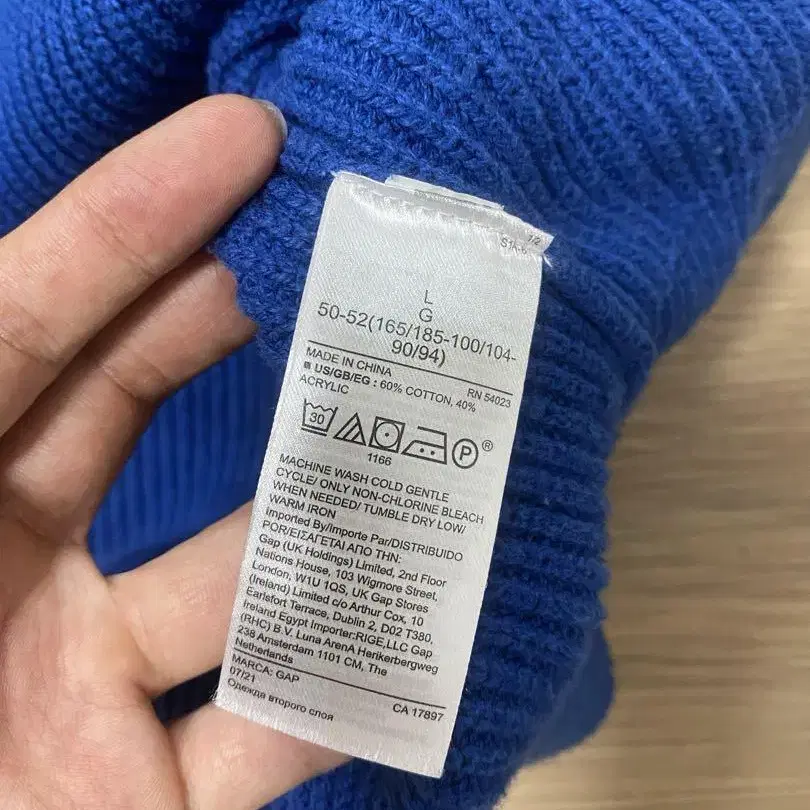 1/2
L
G
50-52(165/185-100/104-
90/94)
MADE IN CHINA
RN 54023
US/GB/EG : 60% COTTON, 40%
ACRYLIC
30
P ®
1166
MACHINE WASH COLD GENTLE
CYCLE/ ONLY NON-CHLORINE BLEACH
WHEN NEEDED/ TUMBLE DRY LOW/
WARM IRON
Imported By/Importe Par/DISTRIBUIDO
POR/ΕΙΣΑΓΕΤΑΙ ΑΠΟ ΤΗΝ:
Gap (UK Holdings) Limited, 2nd Floor
Nations House, 103 Wigmore Street,
London, W1U 1QS, UK Gap Stores
(Ireland) Limited c/o Arthur Cox, 10
Earlsfort Terrace, Dublin 2, D02 T380,
Ireland Egypt Importer:RIGE,LLC Gap
(RHC) B.V. Luna ArenA Herikerbergweg
238 Amsterdam 1101 CM, The
Netherlands
MARCA: GAP
07/21
CA 17897
Одежда второго слоя